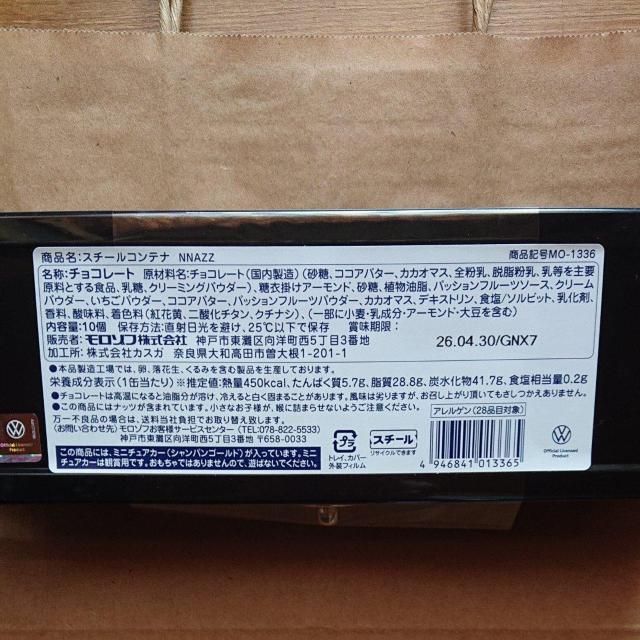 商品名:スチールコンテナ NNAZZ 商品記号MO-1336
名称:チョコレート 原材料名:チョコレート(国内製造)(砂糖、ココアバター、カカオマス、全粉乳、脱脂粉乳、乳等を主要
原料とする食品、乳糖、クリーミングパウダー)、糖衣掛けアーモンド、砂糖、植物油脂、パッションフルーツソース、クリーム
パウダー、いちごパウダー、ココアバター、パッションフルーツパウダー、カカオマス、デキストリン、食塩/ソルビット、乳化剤、
香料、酸味料、着色料(紅花黄、二酸化チタン、クチナシ)、(一部に小麦・乳成分・アーモンド・大豆を含む)
内容量:10個 保存方法:直射日光を避け、25℃以下で保存 賞味期限:
26.04.30/GNX7
販売者:モロゾフ株式会社 神戸市東灘区向洋町西5丁目3番地
加工所:株式会社カスガ 奈良県大和高田市曽大根1-201-1
●本品製造工場では、卵、落花生、くるみを含む製品を製造しています。
栄養成分表示(1缶当たり)※推定値:熱量450kcal、たんぱく質5.7g、脂質28.8g、炭水化物41.7g、食塩相当量0.2g
●チョコレートは高温になると油脂分が溶け、冷えると白く固まることがあります。風味は劣りますが、お召し上がり頂いてもさしつかえありません。
●この商品にはナッツが含まれています。小さなお子様が、喉に詰まらせないようにご注意ください。
万一不良品の場合は、送料当社負担でお取り替え致します。
(お問い合わせ先)モロゾフお客様サービスセンター(TEL.078-822-5533)
神戸市東灘区向洋町西5丁目3番地 〒658-0033
この商品には、ミニチュアカー(シャンパンゴールド)が入っています。ミニ
チュアカーは観賞用です。おもちゃではありませんので、遊ばないでください。
プラ
トレイ、カバー
外装フィルム
スチール
リサイクルできます
アレルゲン(28品目対象)
4 946841 013365
Official Licensed
Product
Official Licensed
Product